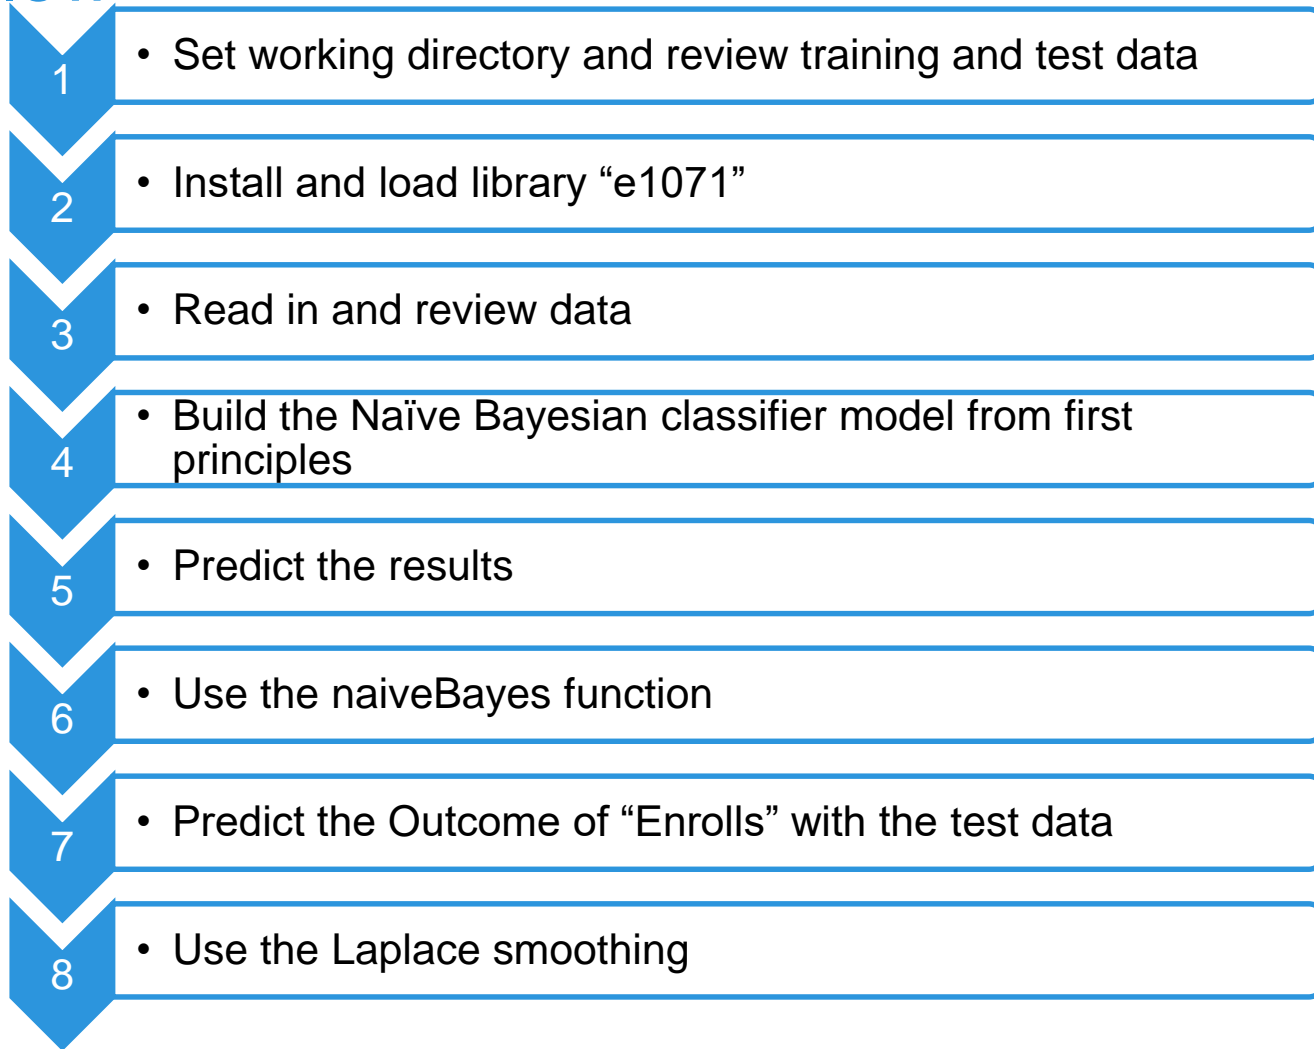 1
• Set working directory and review training and test data
2
• Install and load library “e1071”
3
• Read in and review data
4
• Build the Naïve Bayesian classifier model from first
principles
5
• Predict the results
6
• Use the naiveBayes function
7
• Predict the Outcome of “Enrolls” with the test data
8
• Use the Laplace smoothing